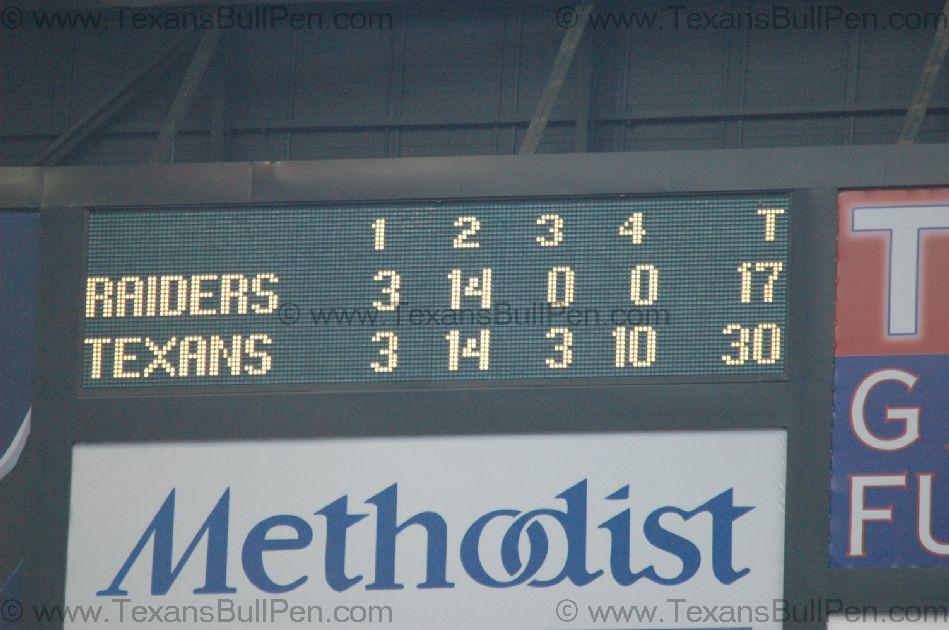 © www.TexansBullPen.com © www.TexansBullPen.com
1 2 3 4 T
RAIDERS 3 14 0 0 17
© www.TexansBullPen.com
TEXANS 3 14 3 10 30
T
G
FU
Methodist
© www.TexansBullPen.com © www.TexansBullPen.com